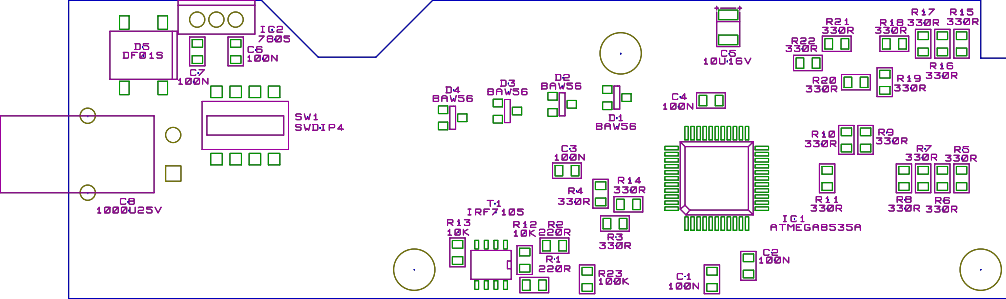 D5
DF01S
IC2
7805
C6
100N
C7
100N
SW1
SWDIP4
C8
1000U25V
D4
BAW56
D3
BAW56
D2
BAW56
D1
BAW56
C5
10U16V
C4
100N
R22
330R
R21
330R
R18
330R
R17
330R
R15
330R
R16
330R
R20
330R
R19
330R
R10
330R
R9
330R
R7
330R
R5
330R
R11
330R
R8
330R
R6
330R
C3
100N
R4
330R
R14
330R
R3
330R
IC1
ATMEGA8535A
T1
IRF7105
R13
10K
R12
10K
R2
220R
R1
220R
R23
100K
C1
100N
C2
100N